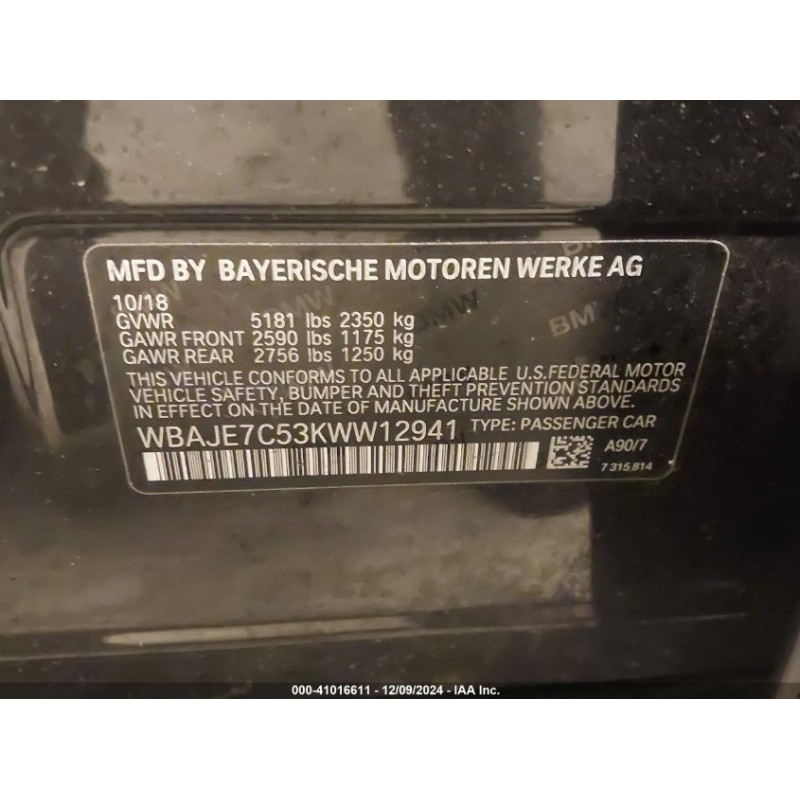 MFD BY BAYERISCHE MOTOREN WERKE AG
10/18
GVWR 5181 lbs 2350 kg
GAWR FRONT 2590 lbs 1175 kg
GAWR REAR 2756 lbs 1250 kg
THIS VEHICLE CONFORMS TO ALL APPLICABLE U.S.FEDERAL MOTOR
VEHICLE SAFETY, BUMPER AND THEFT PREVENTION STANDARDS
IN EFFECT ON THE DATE OF MANUFACTURE SHOWN ABOVE.
WBAJE7C53KWW12941 TYPE: PASSENGER CAR
A90/7
7 315 814
BMW
BMW
BMW
000-41016611 - 12/09/2024 - IAA Inc.